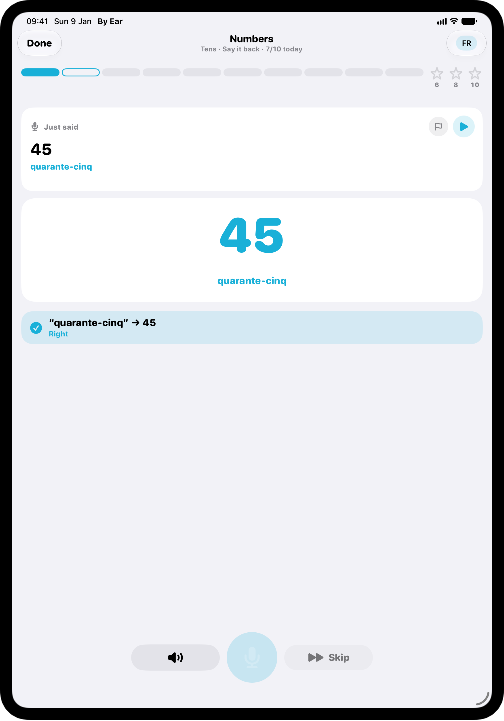 09:41 Sun 9 Jan By Ear
Done
Numbers
Tens · Say it back · 7/10 today
FR
6 8 10
Just said
45
quarante-cinq
45
quarante-cinq
"quarante-cinq" → 45
Right
Skip